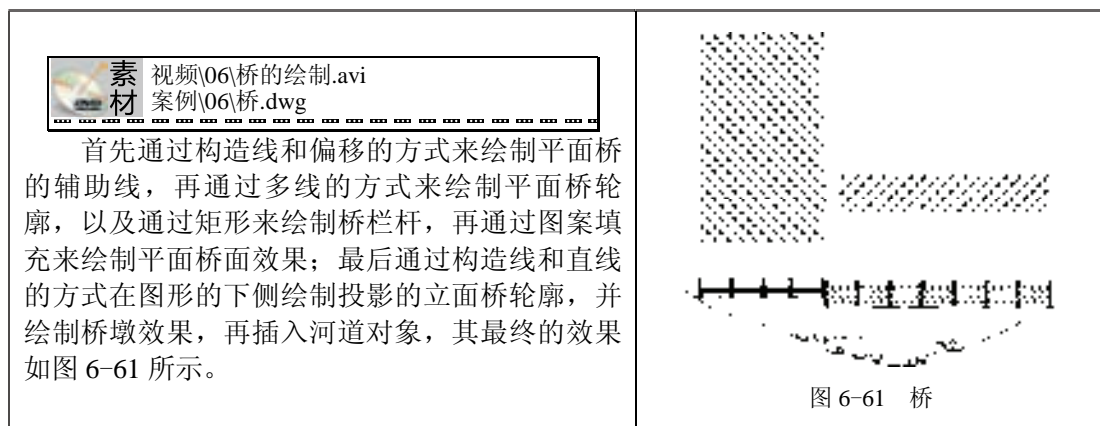 素材
视频\06\桥的绘制.avi
案例\06\桥.dwg
首先通过构造线和偏移的方式来绘制平面桥
的辅助线，再通过多线的方式来绘制平面桥轮
廓，以及通过矩形来绘制桥栏杆，再通过图案填
充来绘制平面桥面效果；最后通过构造线和直线
的方式在图形的下侧绘制投影的立面桥轮廓，并
绘制桥墩效果，再插入河道对象，其最终的效果
如图 6-61 所示。
图 6-61 桥